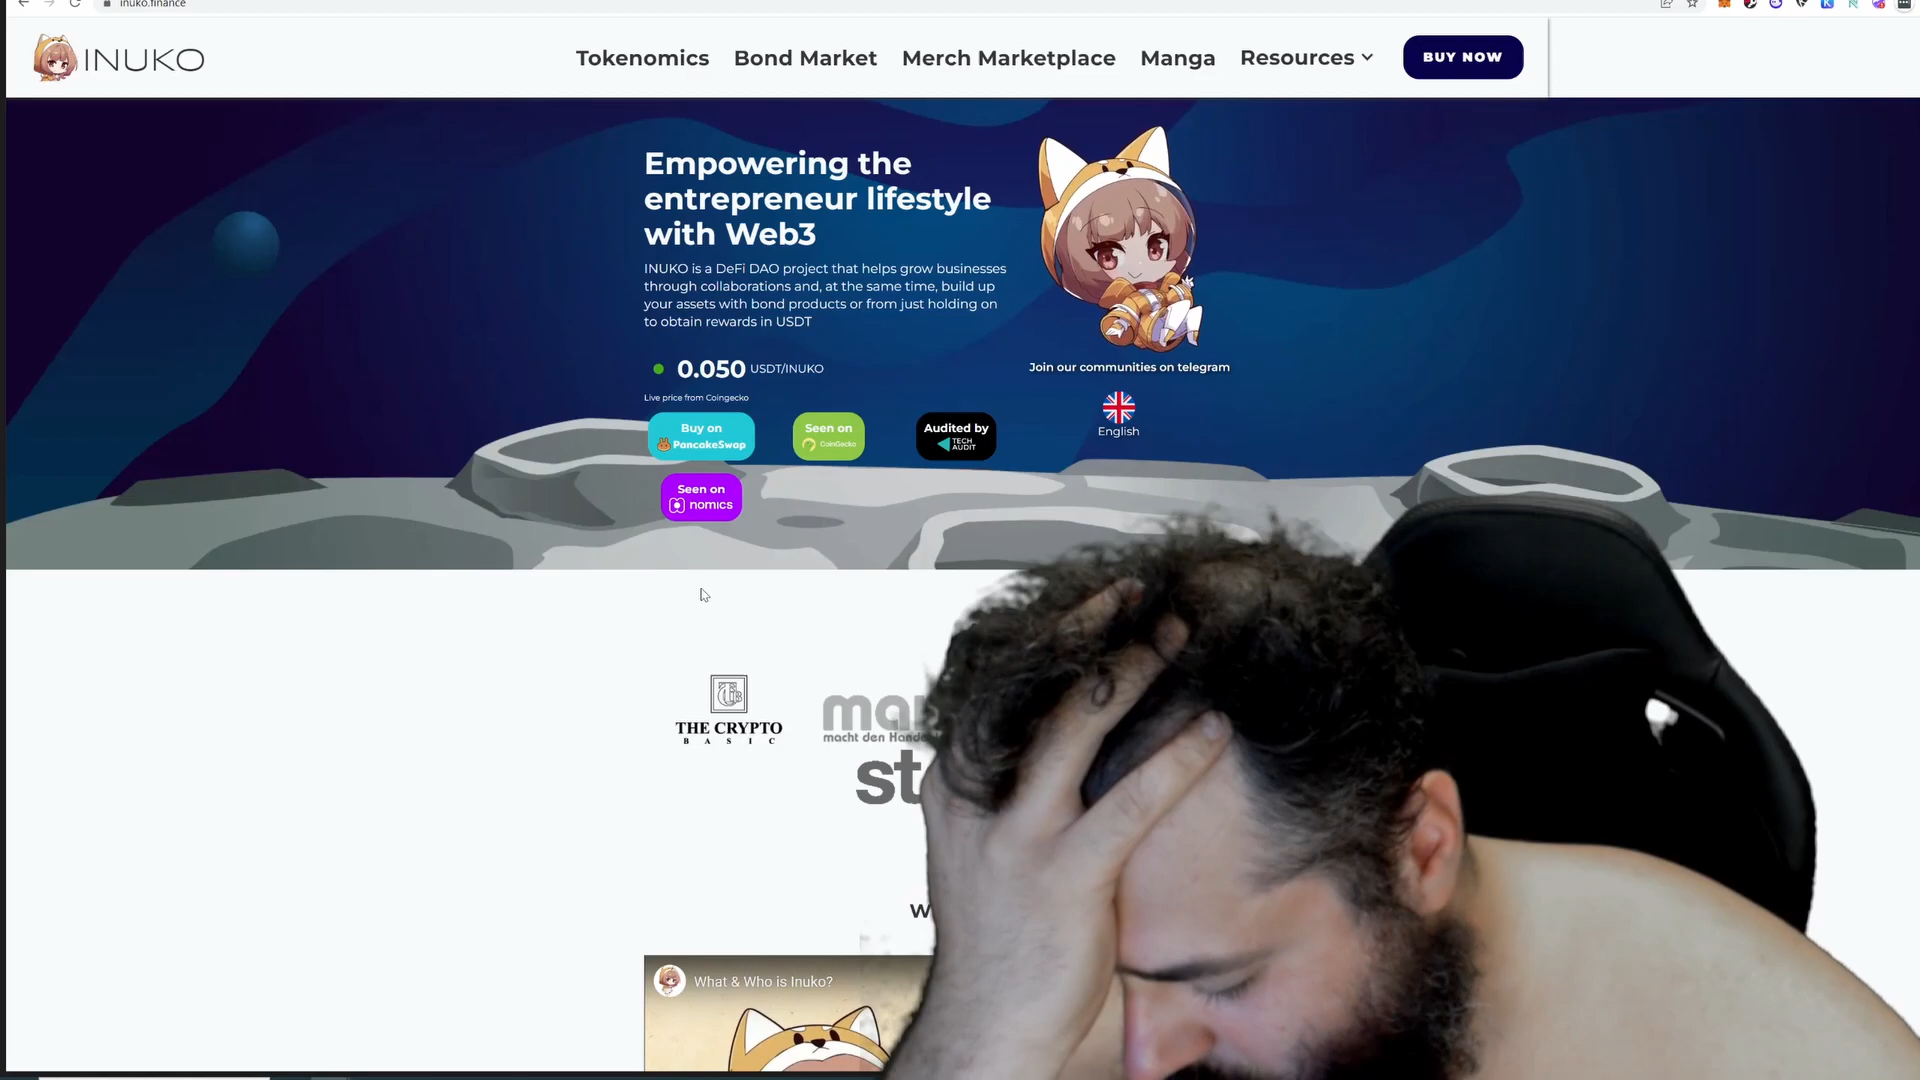 inuko.finance
INUKO
Tokenomics
Bond Market
Merch Marketplace
Manga
Resources
BUY NOW
Empowering the
entrepreneur lifestyle
with Web3
INUKO is a DeFi DAO project that helps grow businesses
through collaborations and, at the same time, build up
your assets with bond products or from just holding on
to obtain rewards in USDT
0.050 USDT/INUKO
Live price from Coingecko
Buy on
PancakeSwap
Seen on
CoinGecko
Audited by
TECH
AUDIT
Seen on
nomics
Join our communities on telegram
English
THE CRYPTO
BASIC
macht den
What & Who is Inuko?